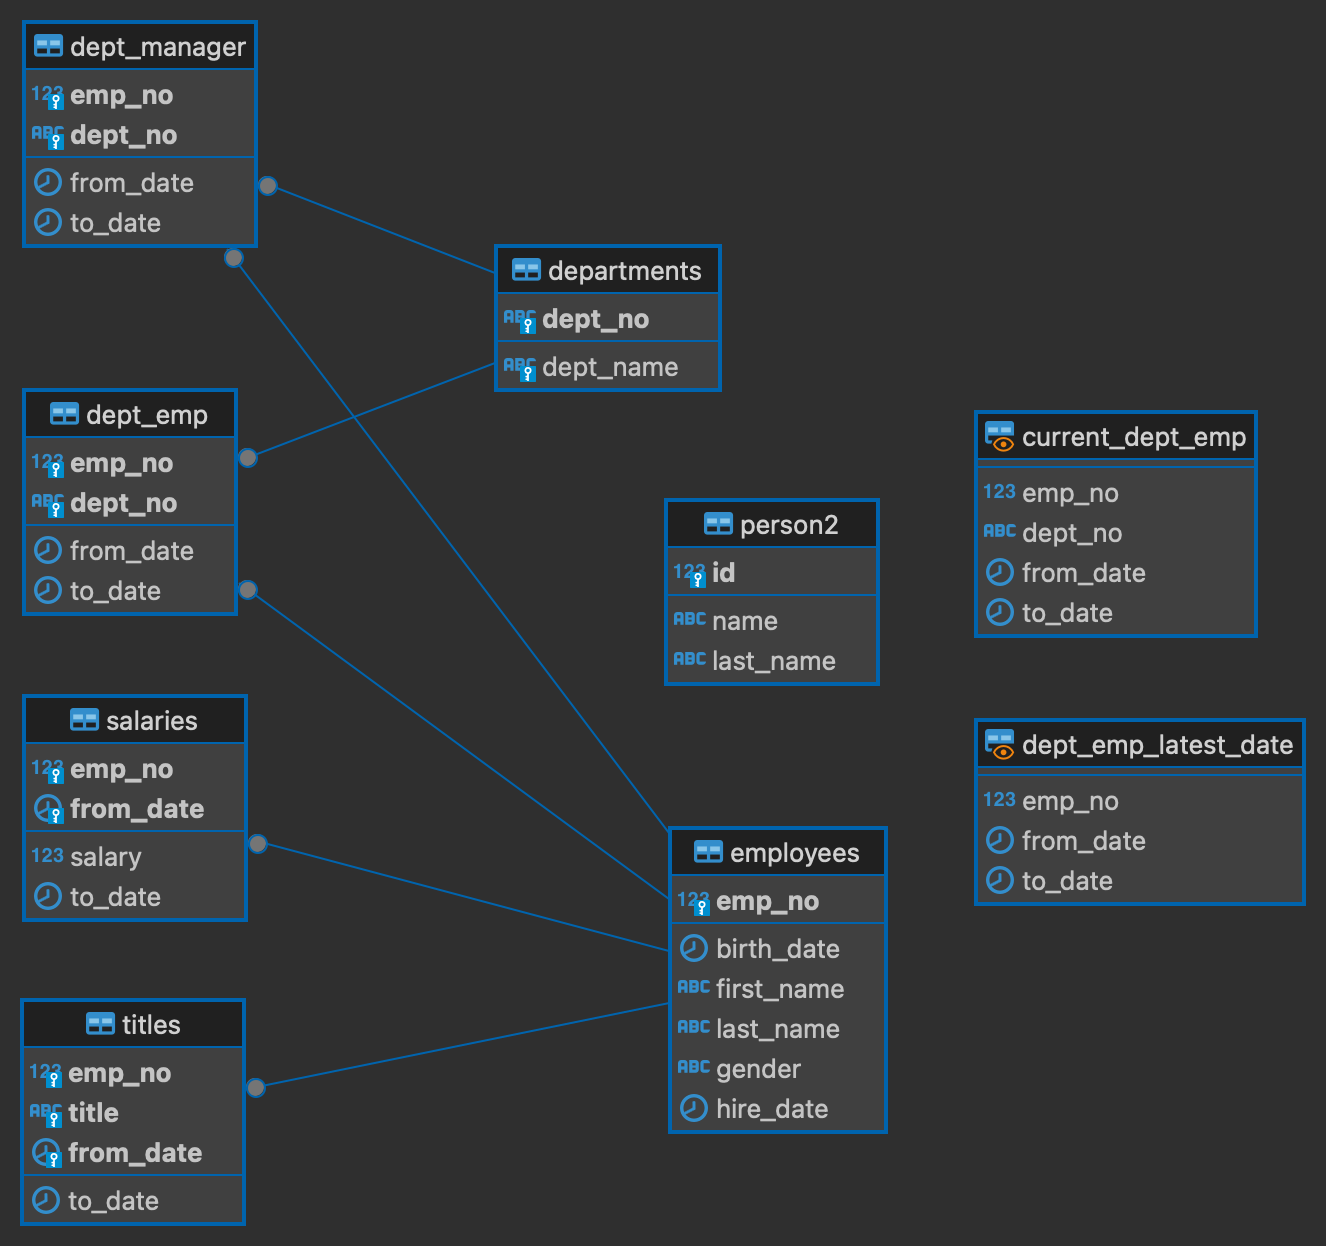 dept_manager
123 emp_no
ABC dept_no
from_date
to_date
departments
ABC dept_no
ABC dept_name
dept_emp
123 emp_no
ABC dept_no
from_date
to_date
current_dept_emp
123 emp_no
ABC dept_no
from_date
to_date
person2
123 id
ABC name
ABC last_name
salaries
123 emp_no
from_date
123 salary
to_date
dept_emp_latest_date
123 emp_no
from_date
to_date
employees
123 emp_no
birth_date
ABC first_name
ABC last_name
ABC gender
hire_date
titles
123 emp_no
ABC title
from_date
to_date